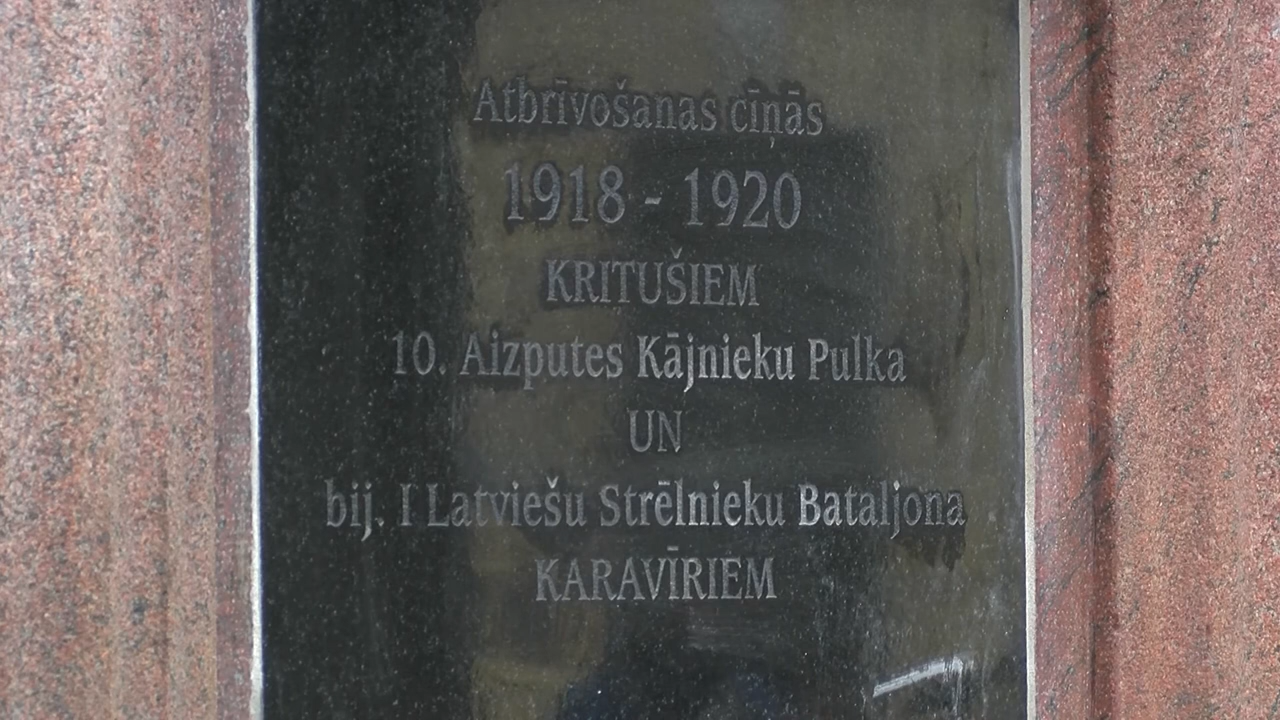 Atbrīvošanas cīņās
1918 - 1920
KRITUŠIEM
10. Aizputes Kājnieku Pulka
UN
bij. I Latviešu Strēlnieku Bataljona
KARAVĪRIEM